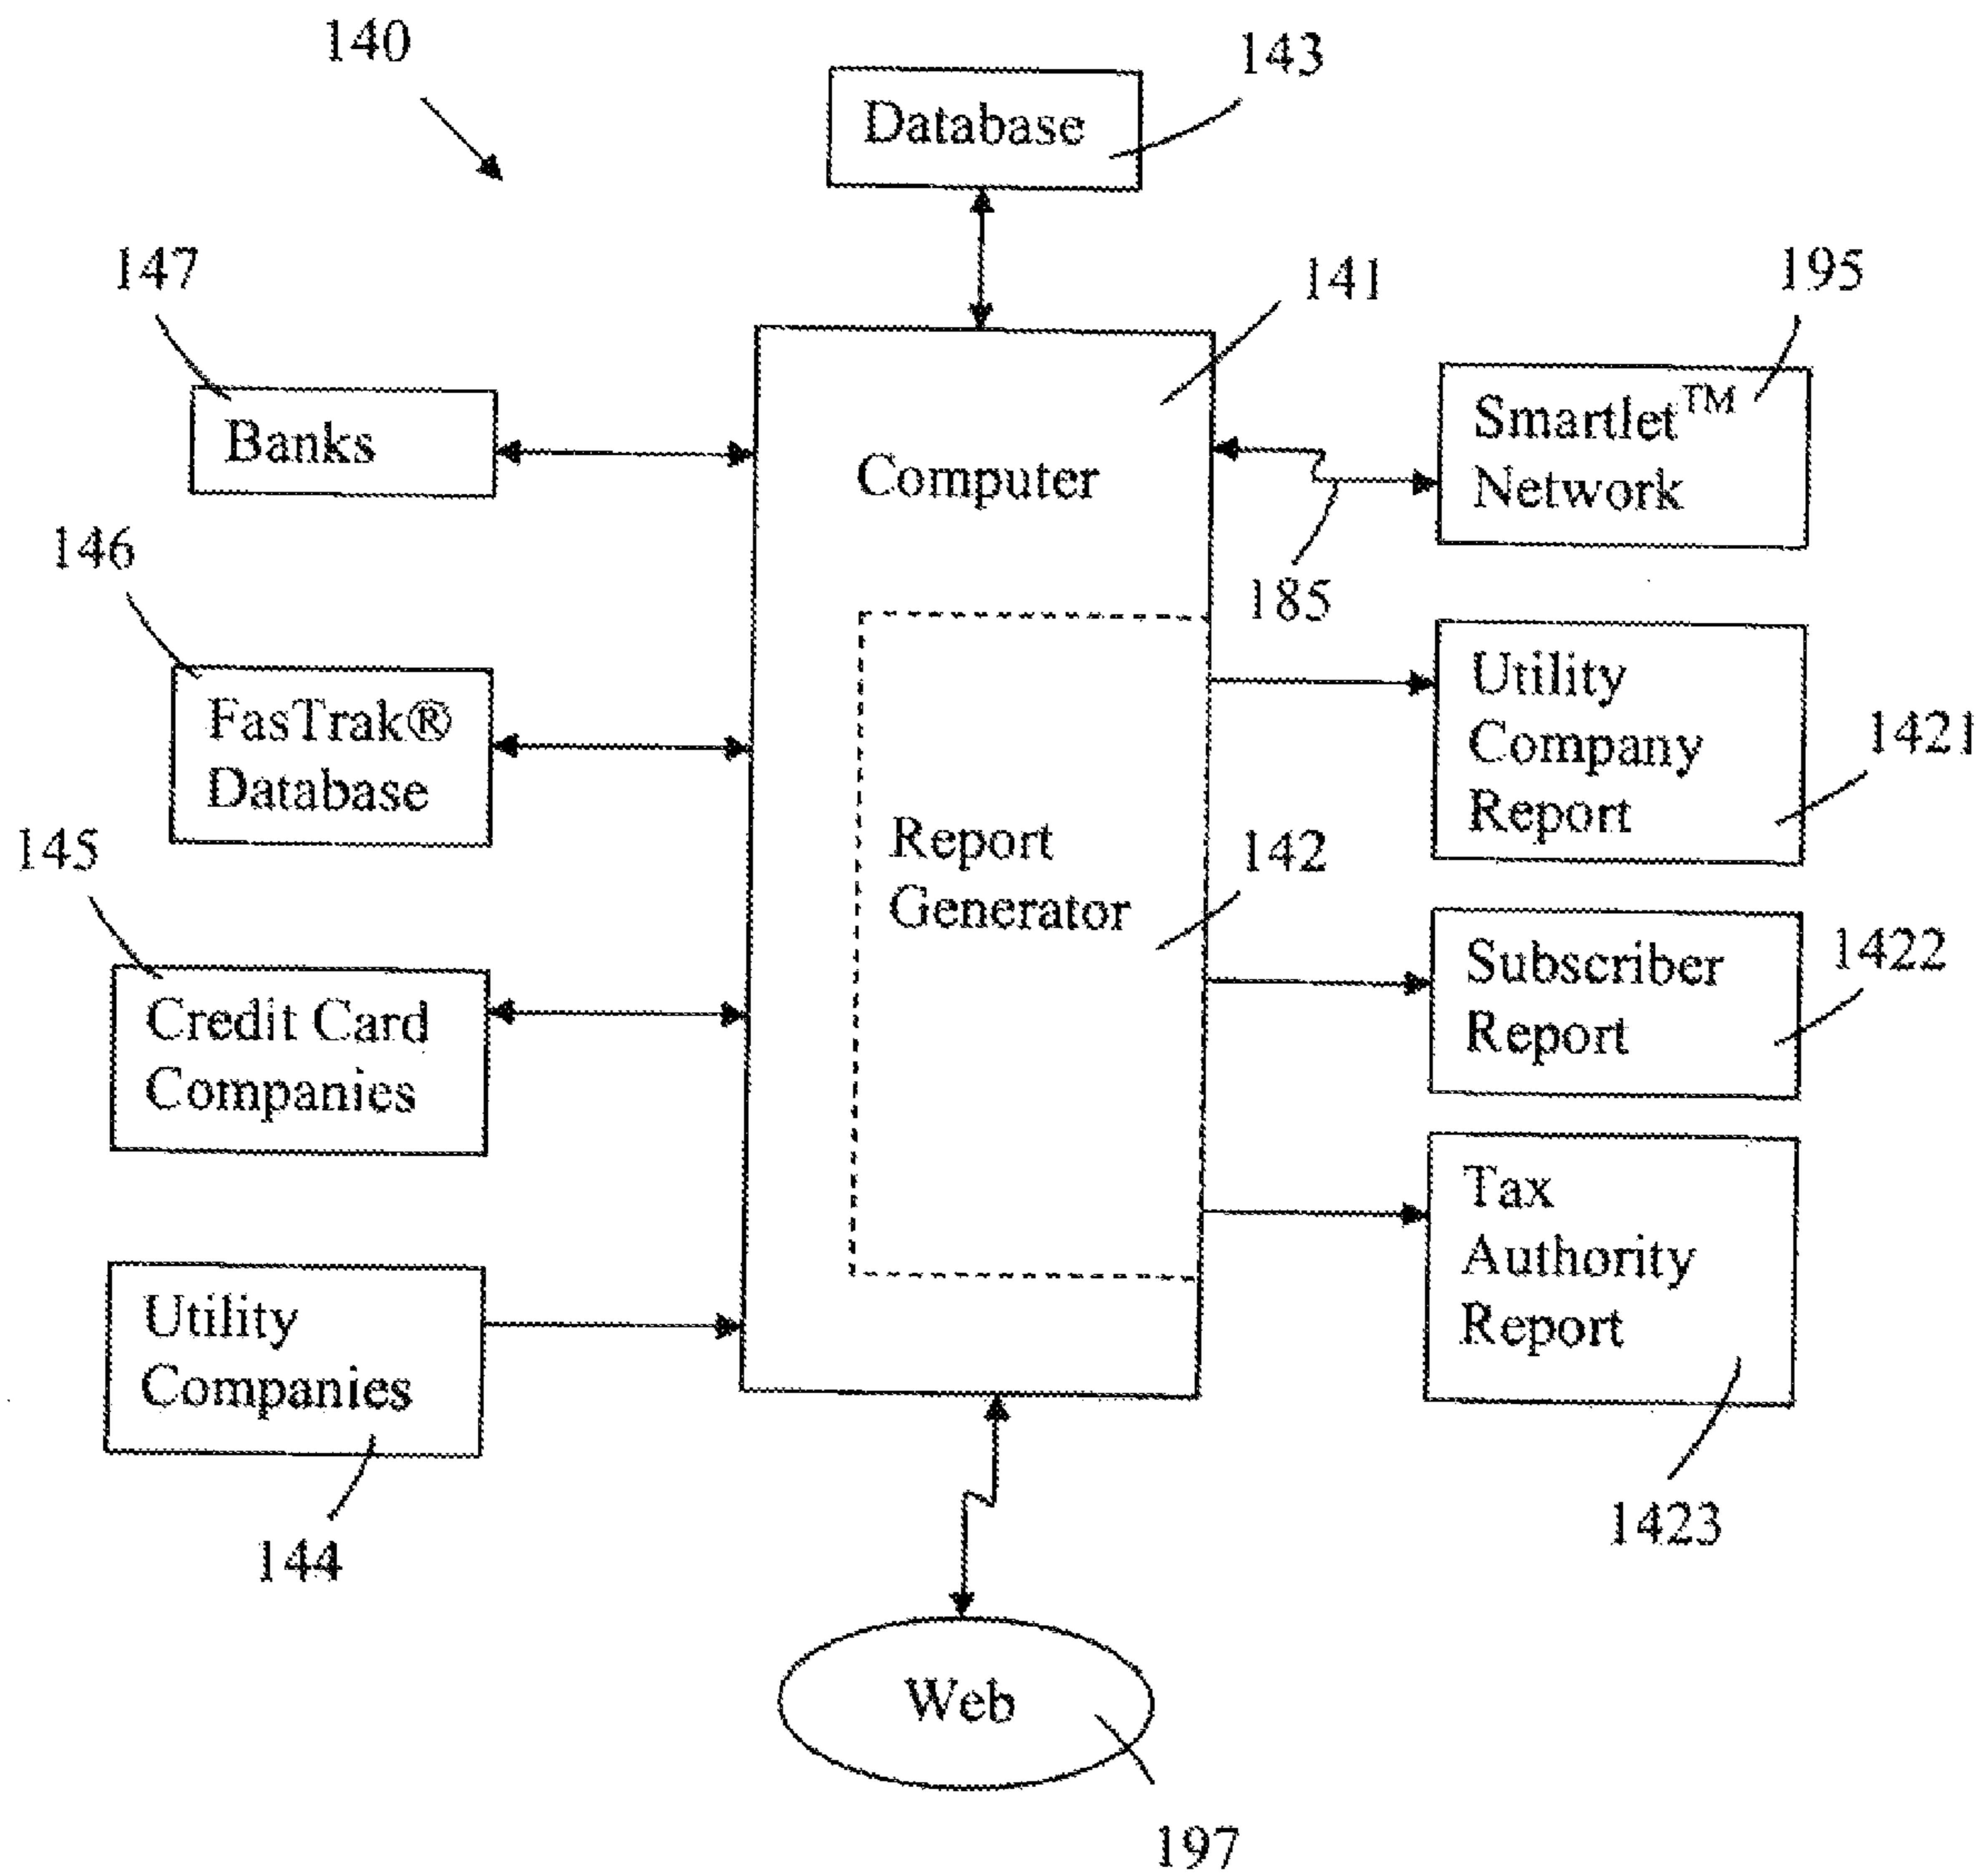 140
143
Database
147
141
195
Banks
Smartlet™
Network
Computer
146
185
FasTrak®
Database
Utility
Company
Report
1421
145
Report
Generator
142
Credit Card
Companies
Subscriber
Report
1422
Utility
Companies
Tax
Authority
Report
144
1423
Web
197